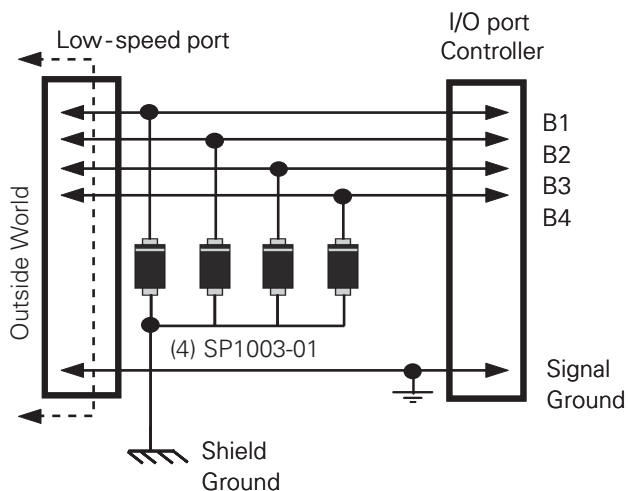 Low-speed port
I/O port
Controller
B1
B2
B3
B4
Outside World
(4) SP1003-01
Signal
Ground
Shield
Ground